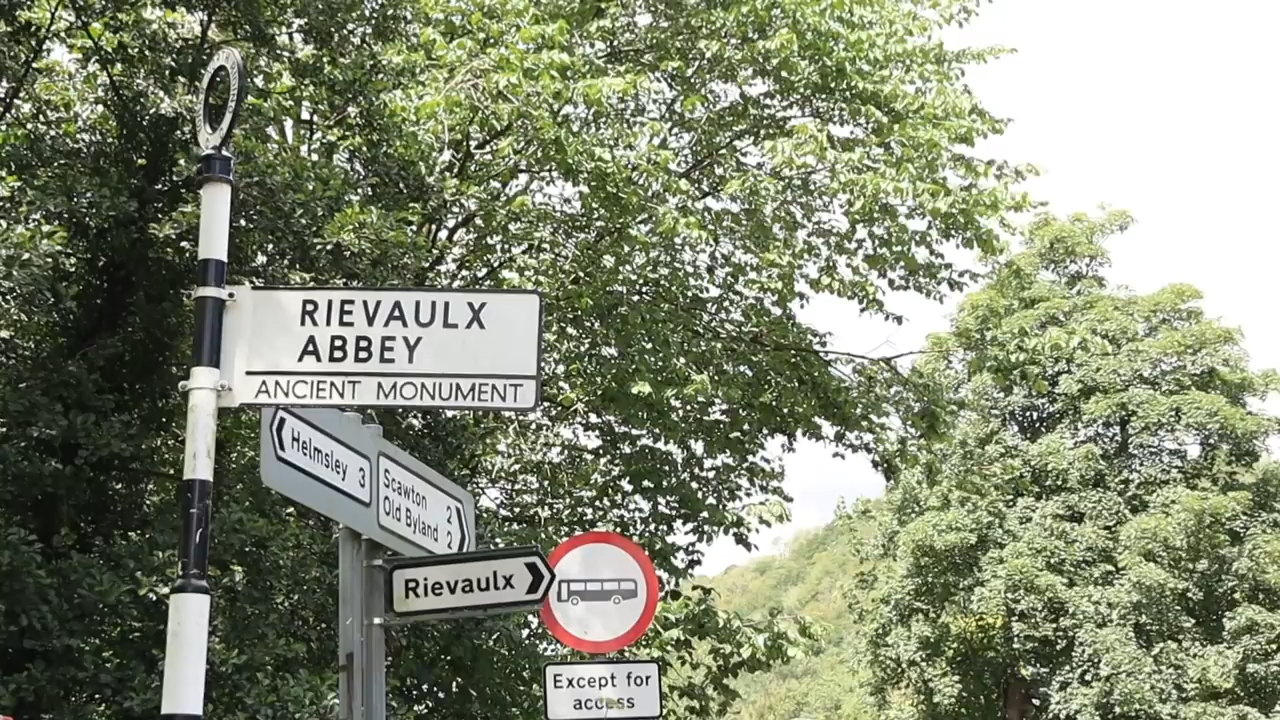 RIEVAULX
ABBEY
ANCIENT MONUMENT
Helmsley 3
Scawton 2
Old Byland 2
Rievaulx
Except for
access